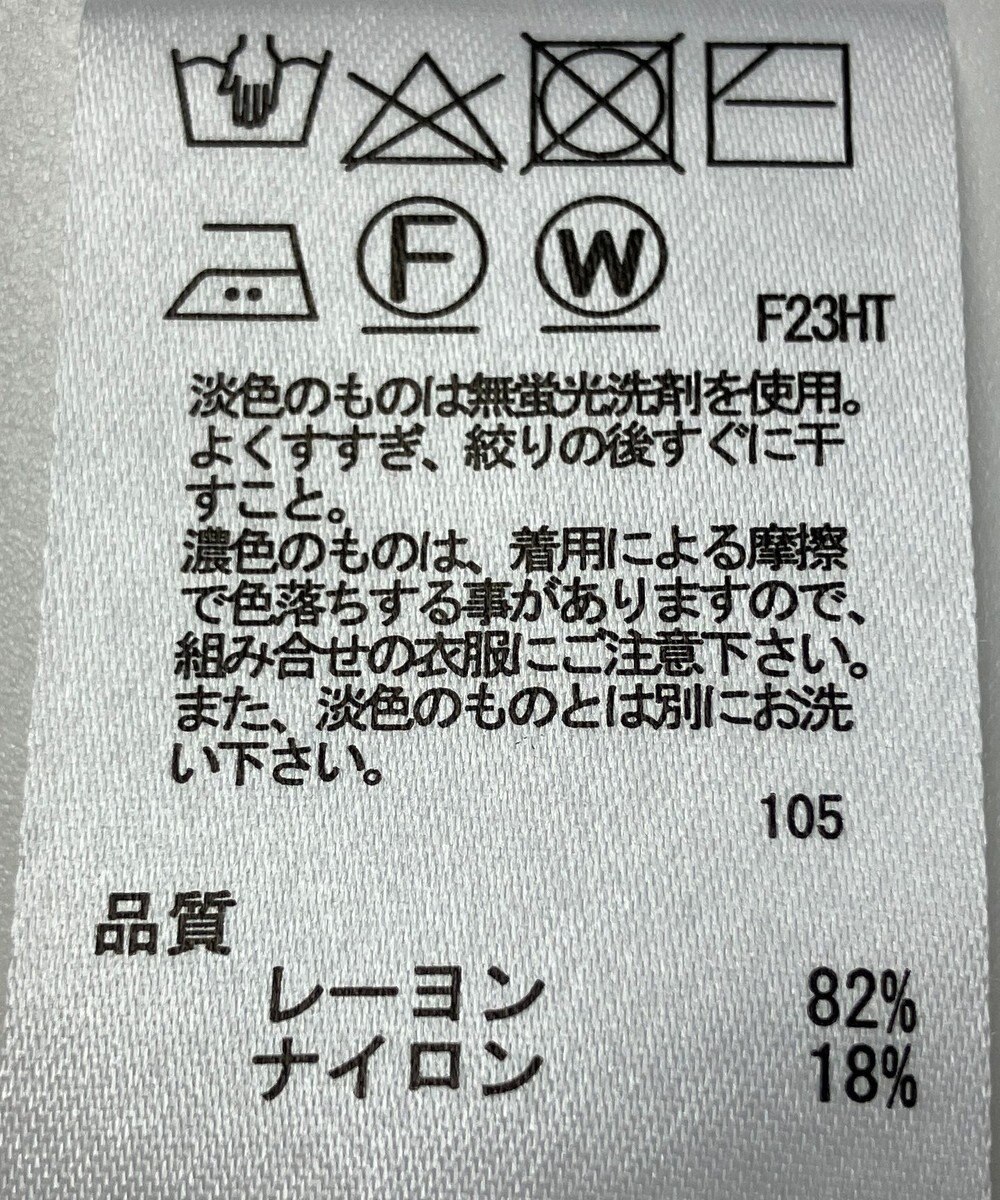 F W
F23HT
淡色のものは無蛍光洗剤を使用。
よくすすぎ、絞りの後すぐに干
すこと。
濃色のものは、着用による摩擦
で色落ちする事がありますので、
組み合せの衣服にご注意下さい。
また、淡色のものとは別にお洗
い下さい。
105
品質
レーヨン 82%
ナイロン 18%